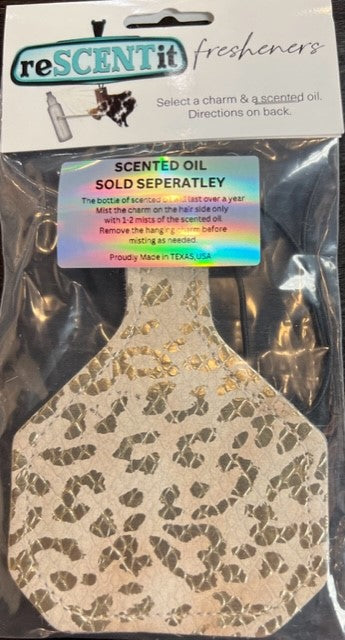 reSCENTit fresheners
Select a charm & a scented oil.
Directions on back.
SCENTED OIL
SOLD SEPERATLEY
The bottle of scented oil will last over a year
Mist the charm on the hair side only
with 1-2 mists of the scented oil.
Remove the hanging charm before
misting as needed.
Proudly Made in TEXAS,USA